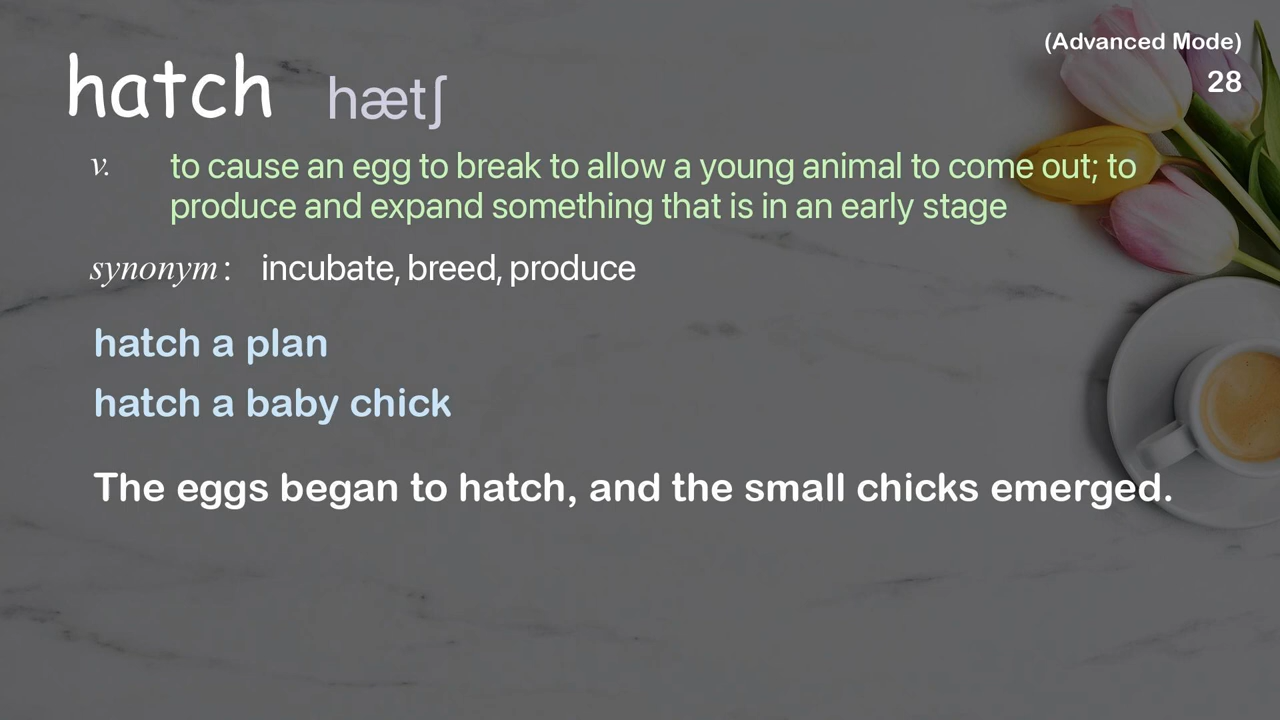 (Advanced Mode)
28
hatch hætʃ
v. to cause an egg to break to allow a young animal to come out; to
produce and expand something that is in an early stage
synonym : incubate, breed, produce
hatch a plan
hatch a baby chick
The eggs began to hatch, and the small chicks emerged.